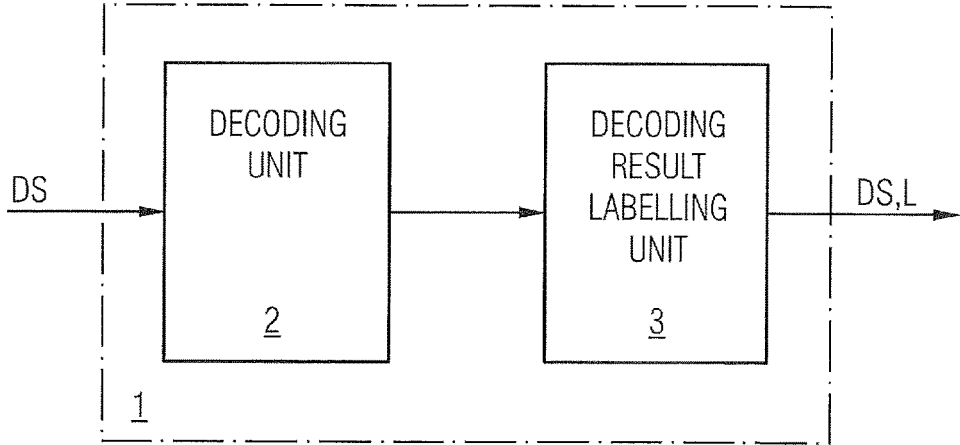 DS
DECODING
UNIT
2
DECODING
RESULT
LABELLING
UNIT
3
DS,L
1